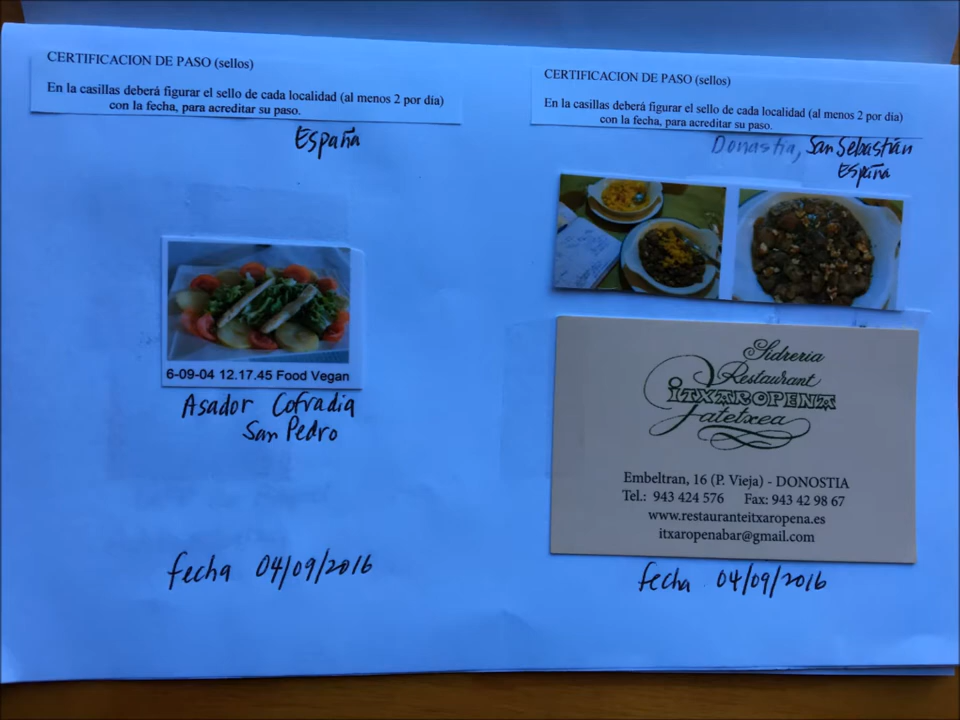 CERTIFICACION DE PASO (sellos)
En la casillas deberá figurar el sello de cada localidad (al menos 2 por día)
con la fecha, para acreditar su paso.
España
6-09-04 12.17.45 Food Vegan
Asador Cofradia
San Pedro
fecha 04/09/2016
CERTIFICACION DE PASO (sellos)
En la casillas deberá figurar el sello de cada localidad (al menos 2 por día)
con la fecha, para acreditar su paso.
Donastia, San Sebastián
España
Sidreria
Restaurant
ITXAROPENA
Jatetxea
Embeltran, 16 (P. Vieja) - DONOSTIA
Tel.: 943 424 576 Fax: 943 42 98 67
www.restauranteitxaropena.es
itxaropenabar@gmail.com
fecha 04/09/2016